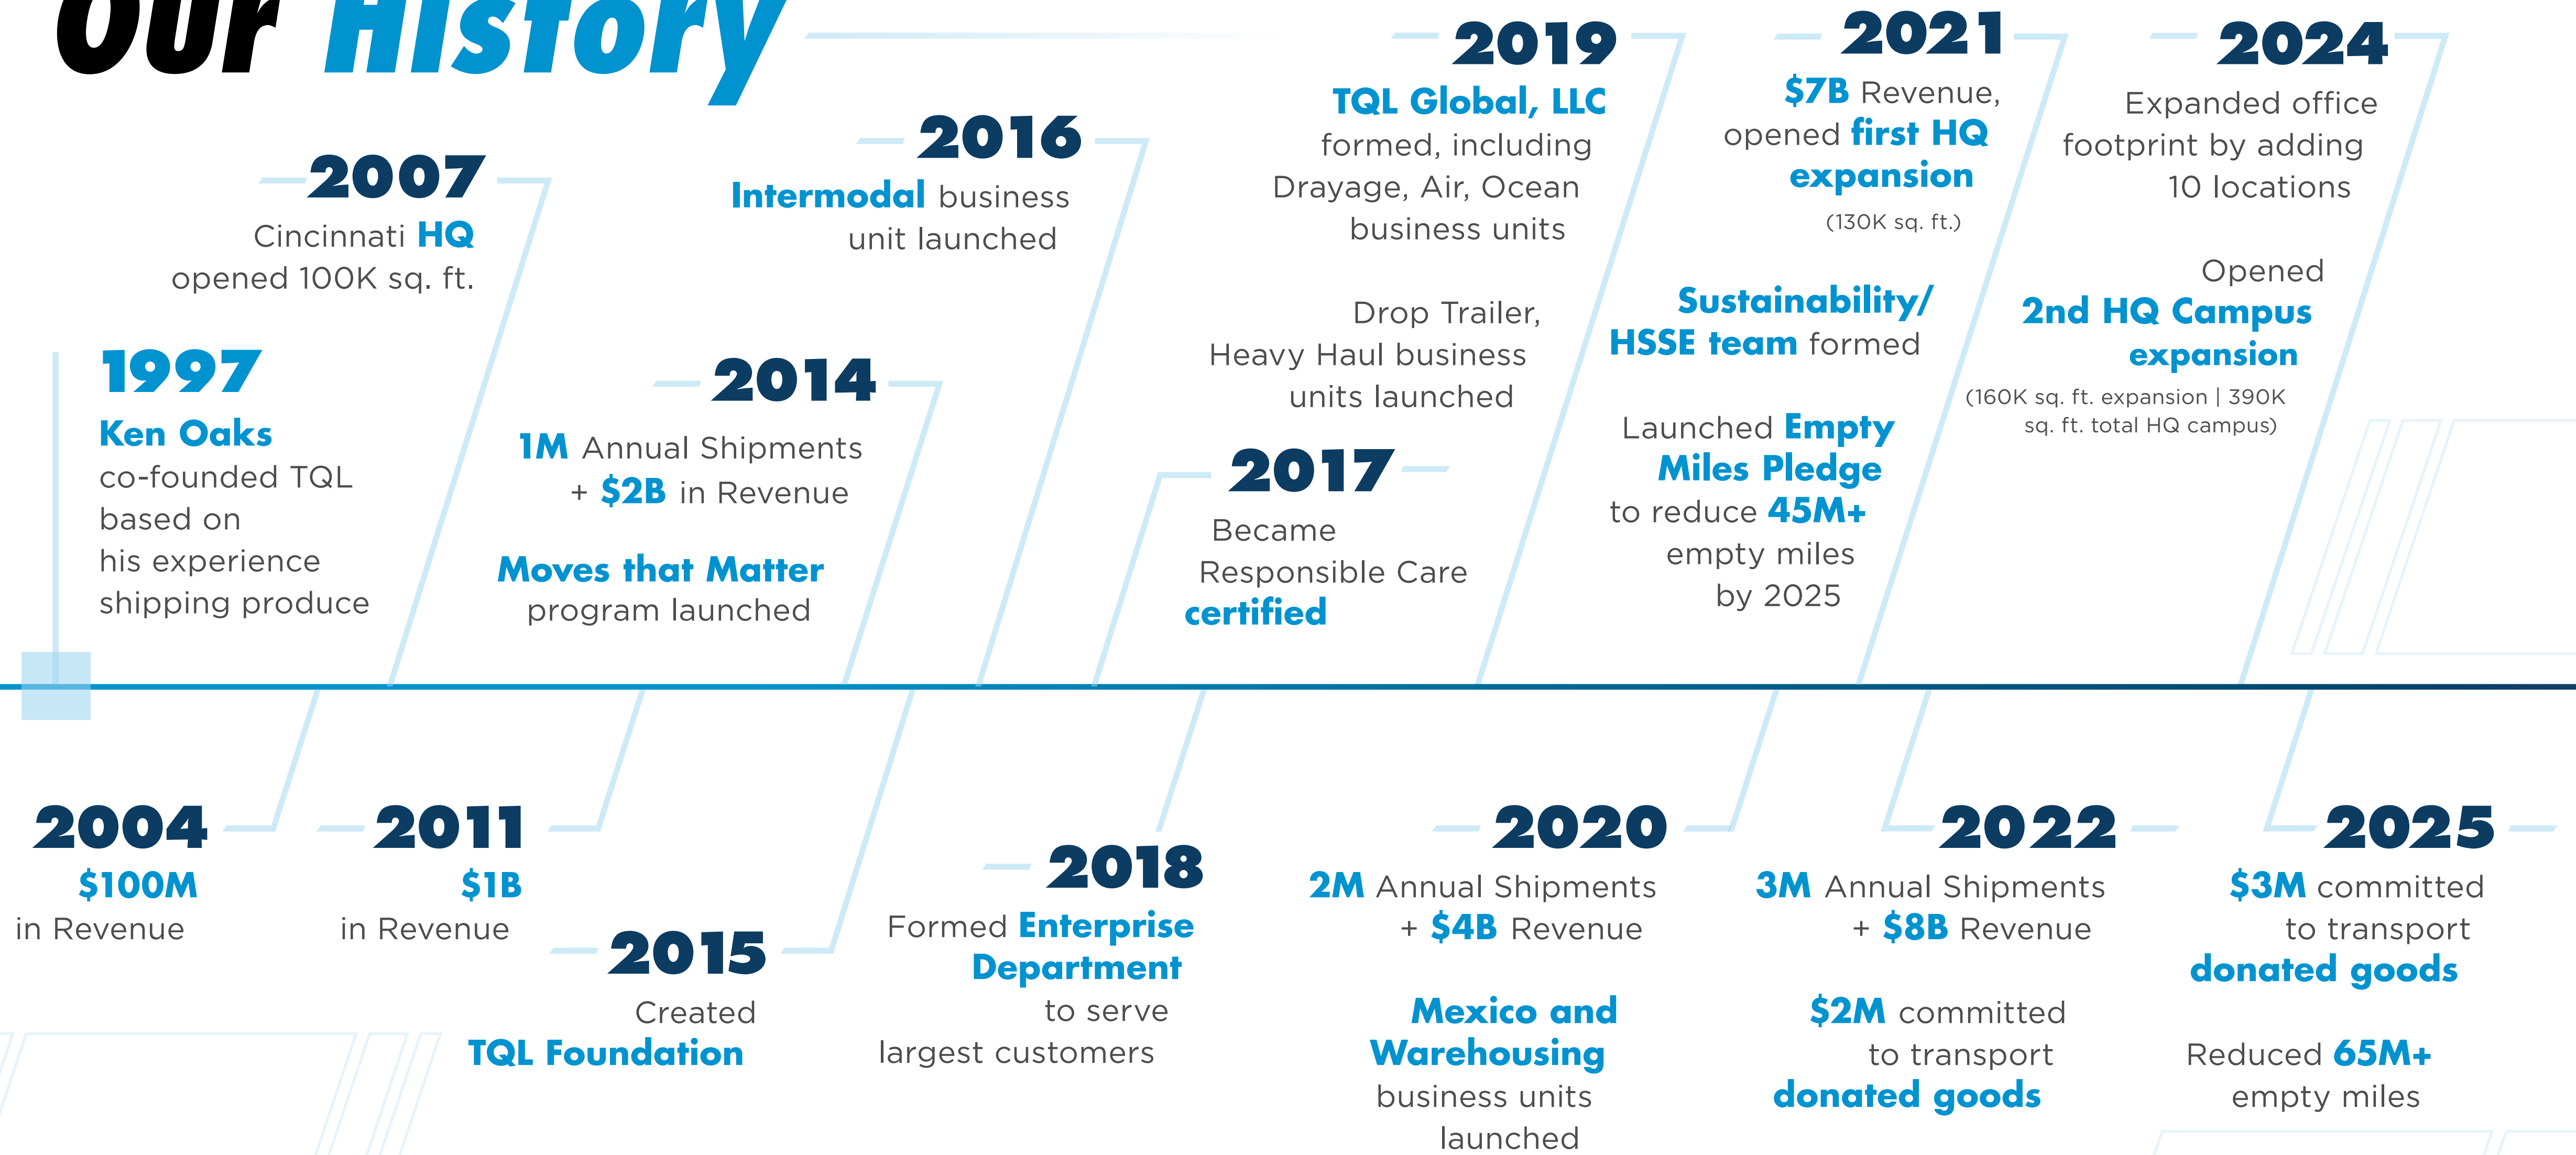 Our History
1997
Ken Oaks
co-founded TQL
based on
his experience
shipping produce
2004
$100M
in Revenue
2007
Cincinnati HQ
opened 100K sq. ft.
2011
$1B
in Revenue
2014
1M Annual Shipments
+ $2B in Revenue
Moves that Matter
program launched
2015
Created
TQL Foundation
2016
Intermodal business
unit launched
2017
Became
Responsible Care
certified
2018
Formed Enterprise
Department
to serve
largest customers
2019
TQL Global, LLC
formed, including
Drayage, Air, Ocean
business units
Drop Trailer,
Heavy Haul business
units launched
2020
2M Annual Shipments
+ $4B Revenue
Mexico and
Warehousing
business units
launched
2021
$7B Revenue,
opened first HQ
expansion
(130K sq. ft.)
Sustainability/
HSSE team formed
Launched Empty
Miles Pledge
to reduce 45M+
empty miles
by 2025
2022
3M Annual Shipments
+ $8B Revenue
$2M committed
to transport
donated goods
2024
Expanded office
footprint by adding
10 locations
Opened
2nd HQ Campus
expansion
(160K sq. ft. expansion | 390K
sq. ft. total HQ campus)
2025
$3M committed
to transport
donated goods
Reduced 65M+
empty miles